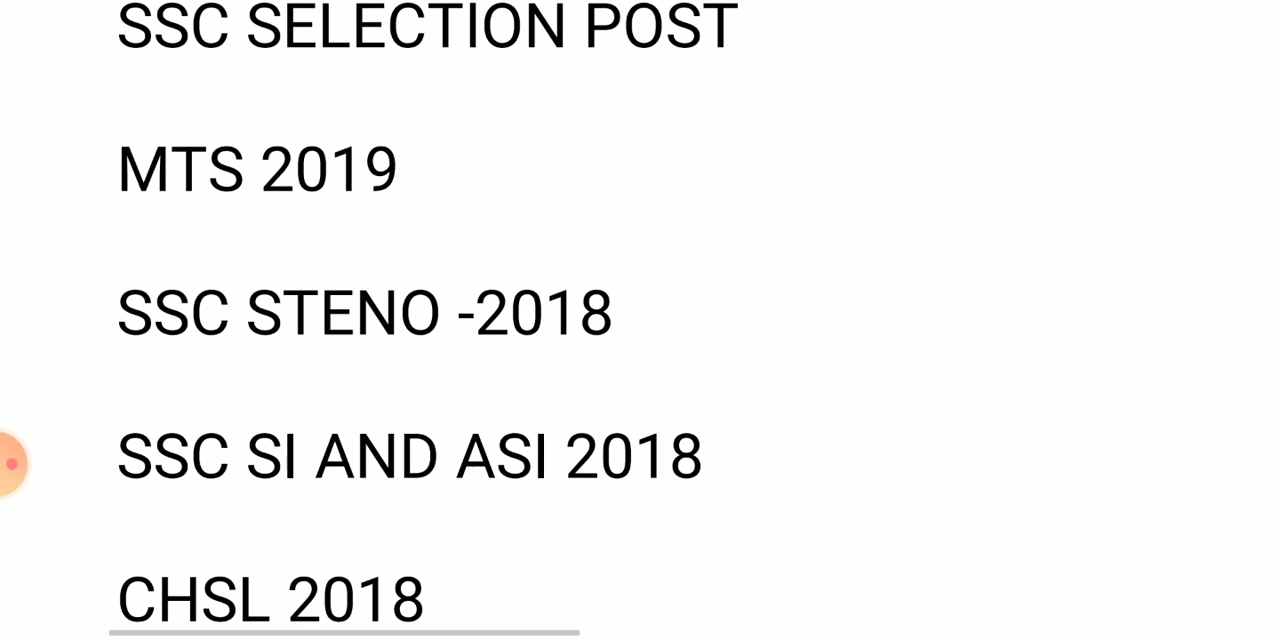 SSC SELECTION POST
MTS 2019
SSC STENO -2018
SSC SI AND ASI 2018
CHSL 2018